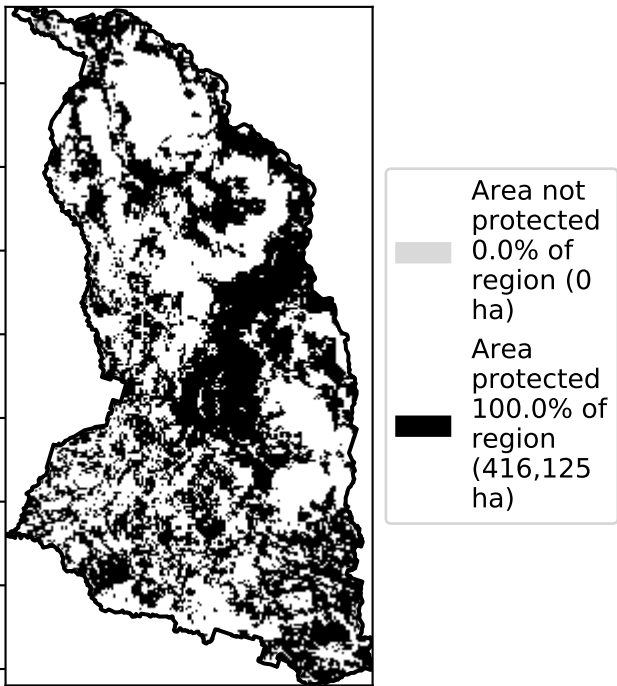 Area not
protected
0.0% of
region (0
ha)
Area
protected
100.0% of
region
(416,125
ha)